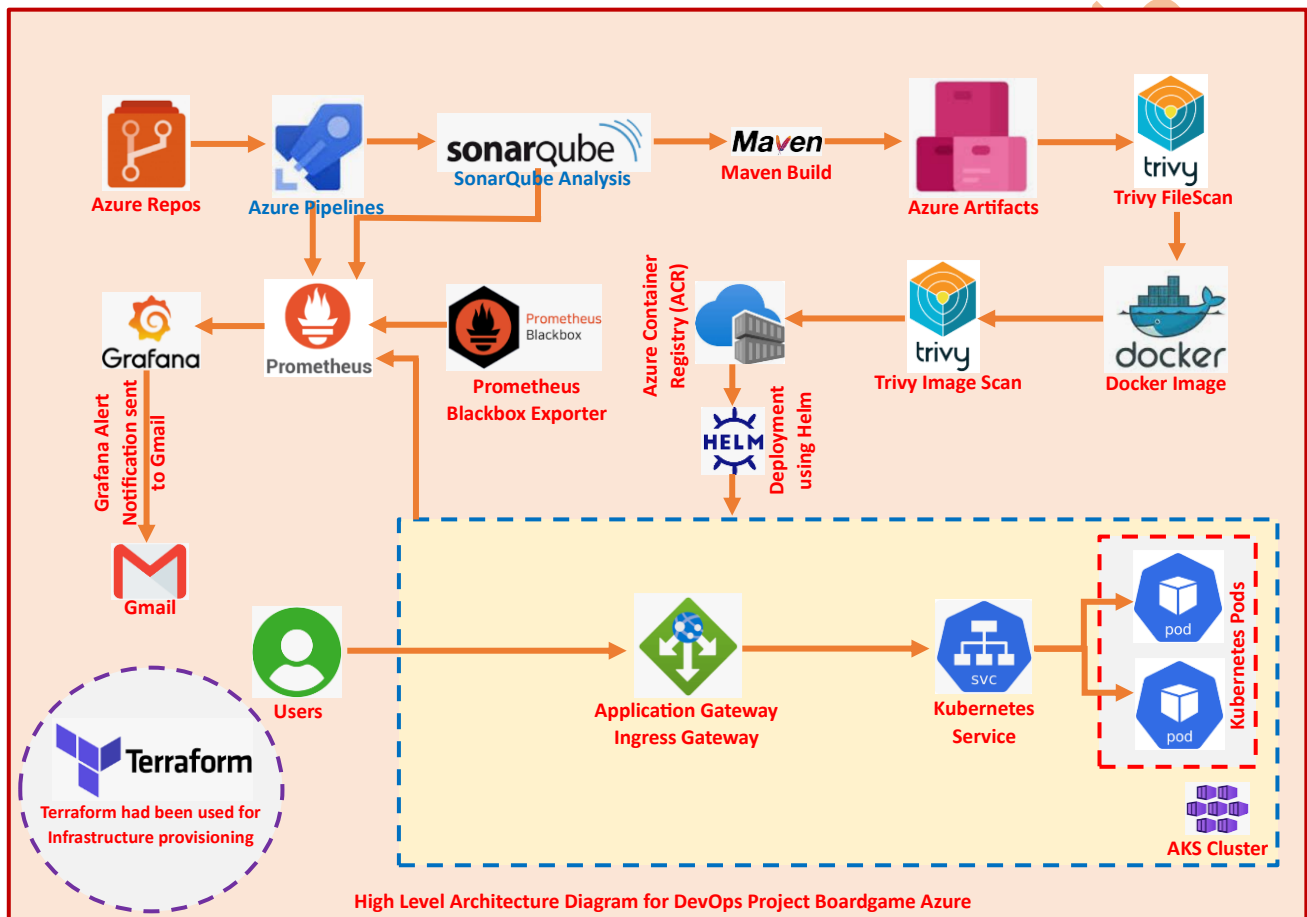 sonarqube
Maven
trivy
Azure Repos
Azure Pipelines
SonarQube Analysis
Maven Build
Azure Artifacts
Trivy FileScan
Grafana
Prometheus
Prometheus
Blackbox
Prometheus
Blackbox Exporter
Azure Container
Registry (ACR)
trivy
Trivy Image Scan
docker
Docker Image
Grafana Alert
Notification sent
to Gmail
HELM
Deployment
using Helm
Gmail
Users
Application Gateway
Ingress Gateway
svc
Kubernetes
Service
pod
pod
Kubernetes Pods
Terraform
Terraform had been used for
Infrastructure provisioning
AKS Cluster
High Level Architecture Diagram for DevOps Project Boardgame Azure